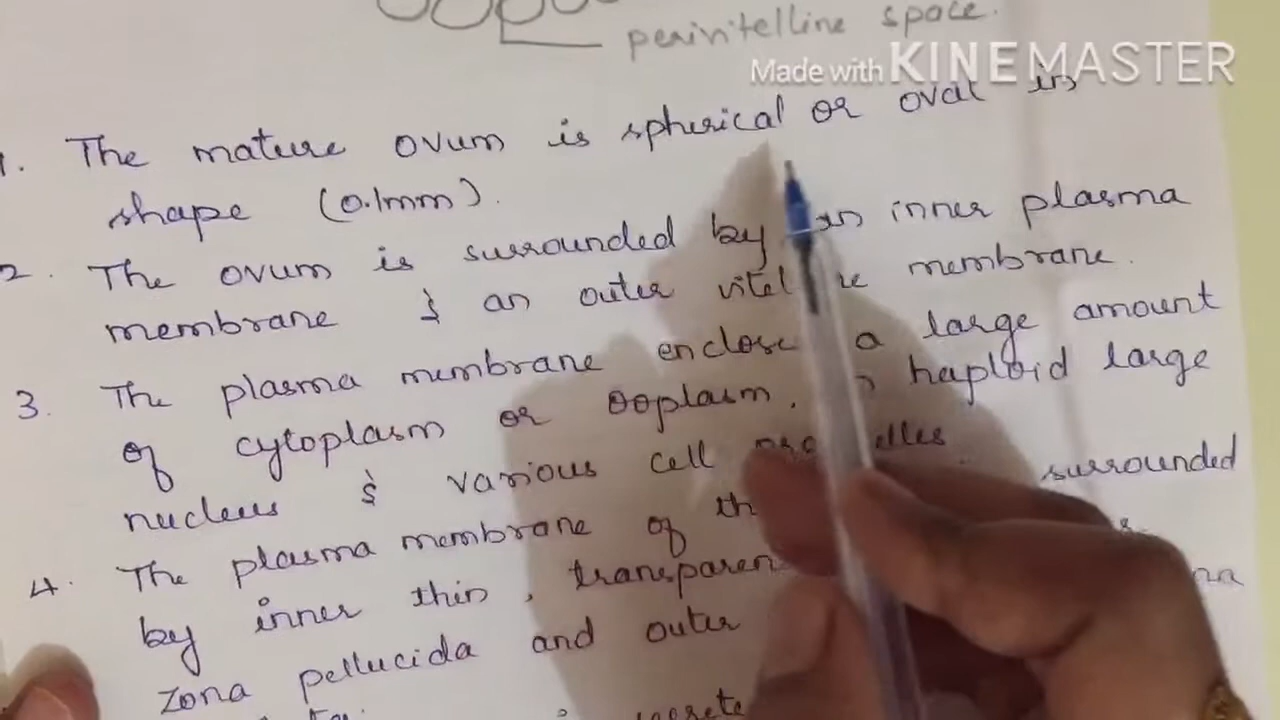 perivitelline space.
Made with KINEMASTER
1. The mature ovum is spherical or oval in
shape (0.1mm).
2. The ovum is surrounded by an inner plasma
membrane & an outer membrane.
3. The plasma membrane enclose a large amount
of cytoplasm or ooplasm, haploid large
nucleus & various cell
4. The plasma membrane of surrounded
by inner thin, transparen
zona pellucida and outer